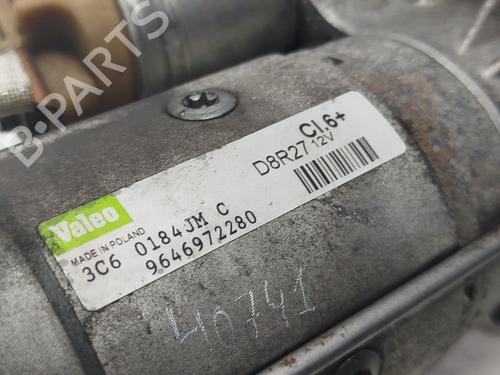 B-PARTS
Valeo
MADE IN POLAND
CI,6+
D8R27 12V
3C6 0184JM C
9646972280
40741